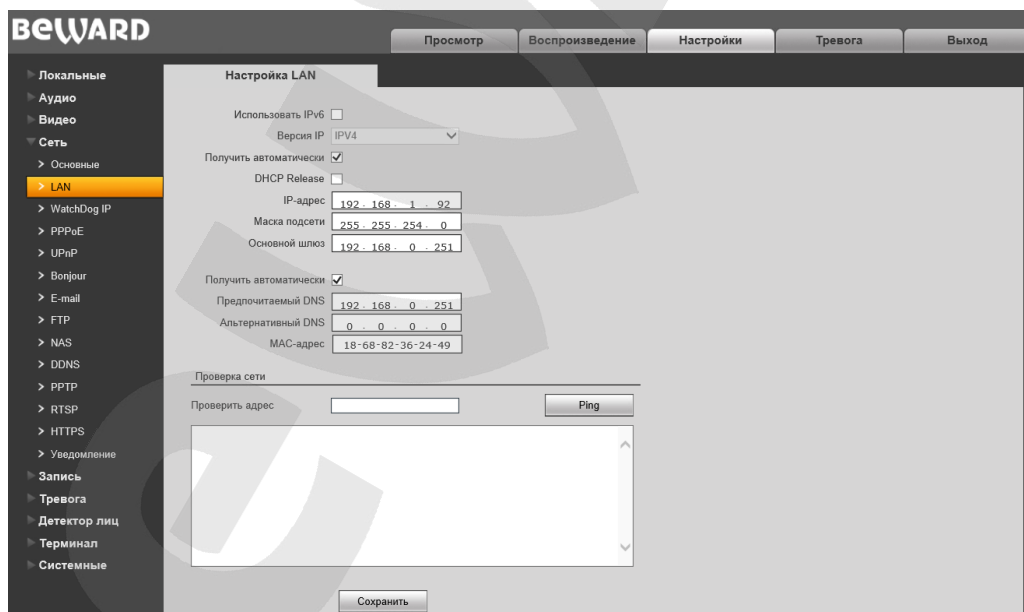 BEWARD
Просмотр Воспроизведение Настройки Тревога Выход
Локальные
Аудио
Видео
Сеть
Основные
LAN
WatchDog IP
PPPoE
UPnP
Bonjour
E-mail
FTP
NAS
DDNS
PPTP
RTSP
HTTPS
Уведомление
Запись
Тревога
Детектор лиц
Терминал
Системные
Настройка LAN
Использовать IPv6
Версия IP IPV4
Получить автоматически
DHCP Release
IP-адрес 192 . 168 . 1 . 92
Маска подсети 255 . 255 . 254 . 0
Основной шлюз 192 . 168 . 0 . 251
Получить автоматически
Предпочитаемый DNS 192 . 168 . 0 . 251
Альтернативный DNS 0 . 0 . 0 . 0
MAC-адрес 18-68-82-36-24-49
Проверка сети
Проверить адрес Ping
Сохранить